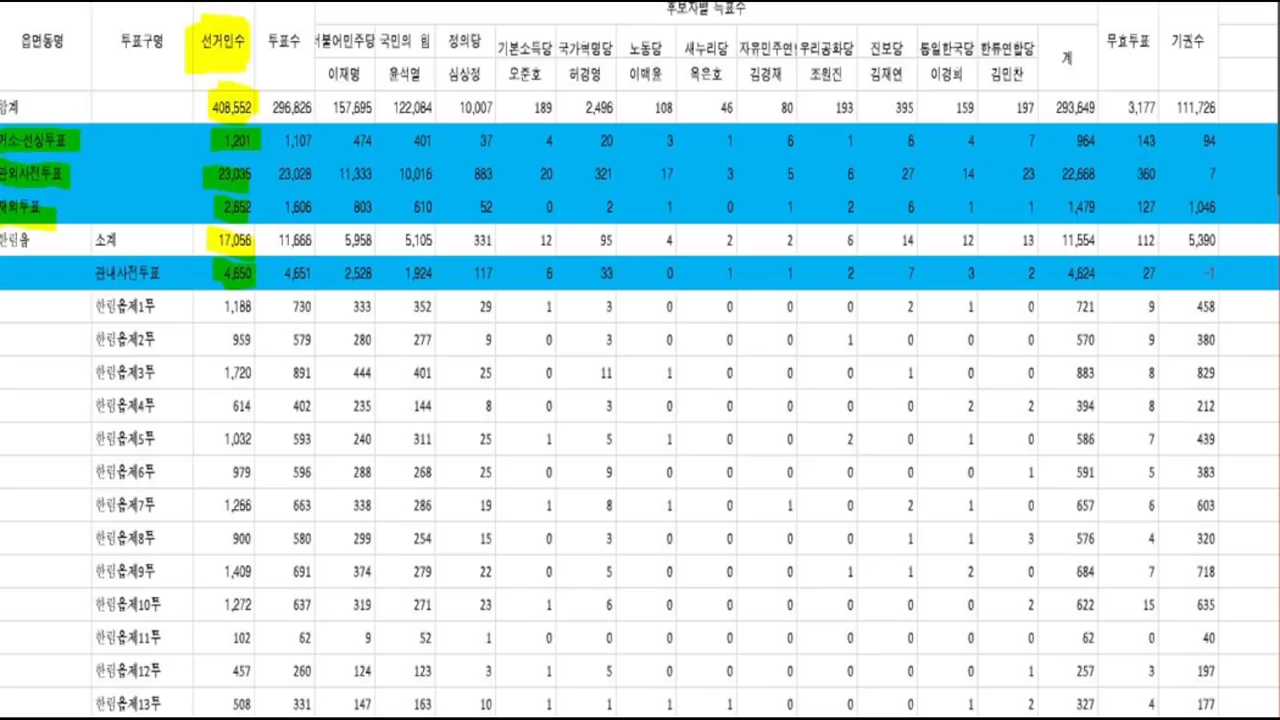 후보자별 득표수
읍면동명 투표구명 선거인수 투표수 더불어민주당 국민의 힘 정의당 기본소득당 국가혁명당 노동당 새누리당 자유민주연 우리공화당 진보당 통일한국당 한류연합당 계 무효투표 기권수
이재명 윤석열 심상정 오준호 허경영 이백윤 옥은호 김경재 조원진 김재연 이경희 김민찬
합계 408,552 296,826 157,695 122,084 10,007 189 2,496 108 46 80 193 395 159 197 293,649 3,177 111,726
거소·선상투표 1,201 1,107 474 401 37 4 20 3 1 6 1 6 4 7 964 143 94
관외사전투표 23,035 23,028 11,333 10,016 883 20 321 17 3 5 6 27 14 23 22,668 360 7
재외투표 2,652 1,606 803 610 52 0 2 1 0 1 2 6 1 1 1,479 127 1,046
한림읍 소계 17,056 11,666 5,958 5,105 331 12 95 4 2 2 6 14 12 13 11,554 112 5,390
관내사전투표 4,650 4,651 2,528 1,924 117 6 33 0 1 1 2 7 3 2 4,624 27 -1
한림읍제1투 1,188 730 333 352 29 1 3 0 0 0 0 2 1 0 721 9 458
한림읍제2투 959 579 280 277 9 0 3 0 0 0 1 0 0 0 570 9 380
한림읍제3투 1,720 891 444 401 25 0 11 1 0 0 0 1 0 0 883 8 829
한림읍제4투 614 402 235 144 8 0 3 0 0 0 0 0 2 2 394 8 212
한림읍제5투 1,032 593 240 311 25 1 5 1 0 0 2 0 1 0 586 7 439
한림읍제6투 979 596 288 268 25 0 9 0 0 0 0 0 0 1 591 5 383
한림읍제7투 1,266 663 338 286 19 1 8 1 0 1 0 2 1 0 657 6 603
한림읍제8투 900 580 299 254 15 0 3 0 0 0 0 1 1 3 576 4 320
한림읍제9투 1,409 691 374 279 22 0 5 0 0 0 1 1 2 0 684 7 718
한림읍제10투 1,272 637 319 271 23 1 6 0 0 0 0 0 0 2 622 15 635
한림읍제11투 102 62 9 52 1 0 0 0 0 0 0 0 0 0 62 0 40
한림읍제12투 457 260 124 123 3 1 5 0 0 0 0 0 0 1 257 3 197
한림읍제13투 508 331 147 163 10 1 1 1 1 0 0 0 1 2 327 4 177